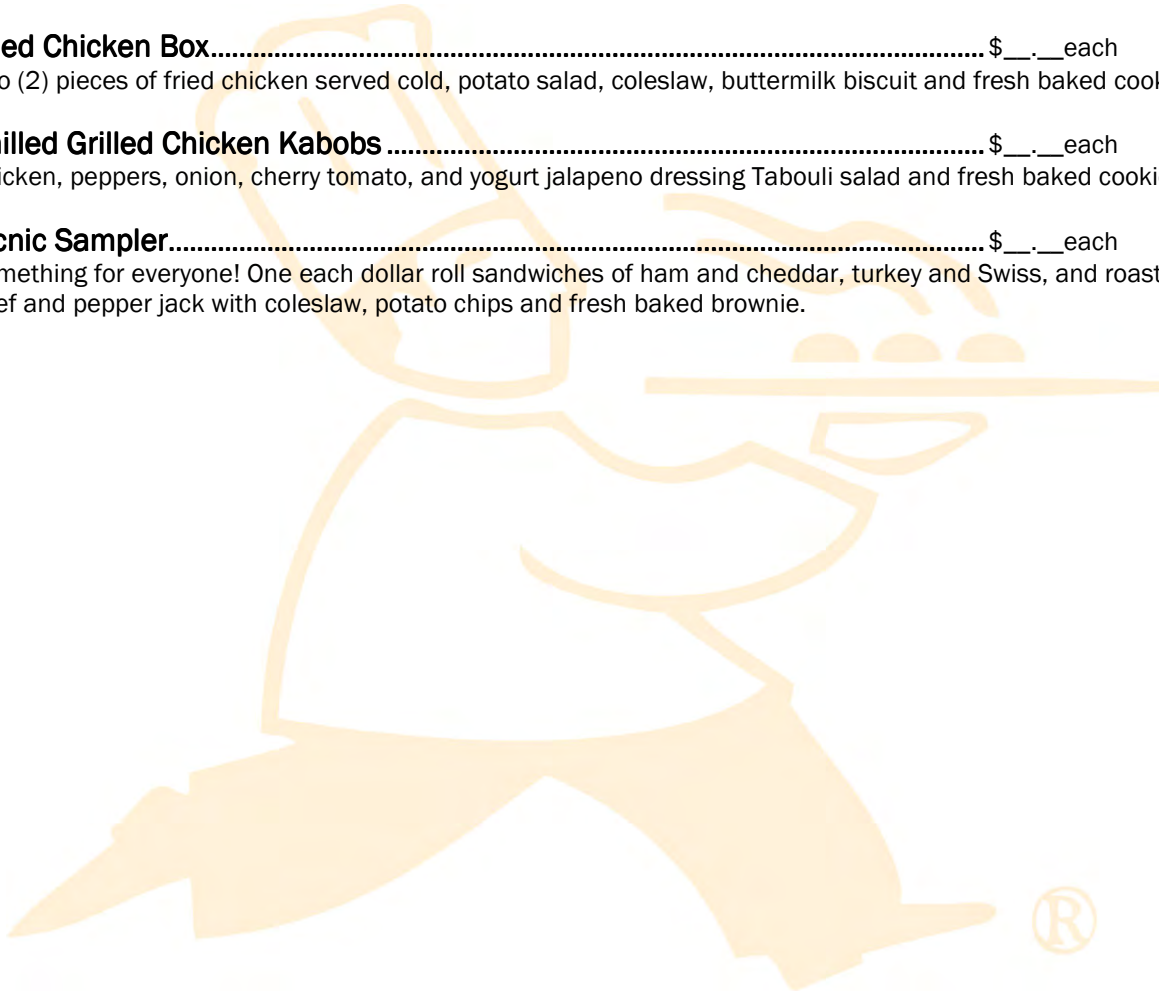 ed Chicken Box........................................................................ $__.__each
o (2) pieces of fried chicken served cold, potato salad, coleslaw, buttermilk biscuit and fresh baked cook
illed Grilled Chicken Kabobs ........................................................................ $__.__each
icken, peppers, onion, cherry tomato, and yogurt jalapeno dressing Tabouli salad and fresh baked cooki
cnic Sampler........................................................................ $__.__each
mething for everyone! One each dollar roll sandwiches of ham and cheddar, turkey and Swiss, and roast
ef and pepper jack with coleslaw, potato chips and fresh baked brownie.
®